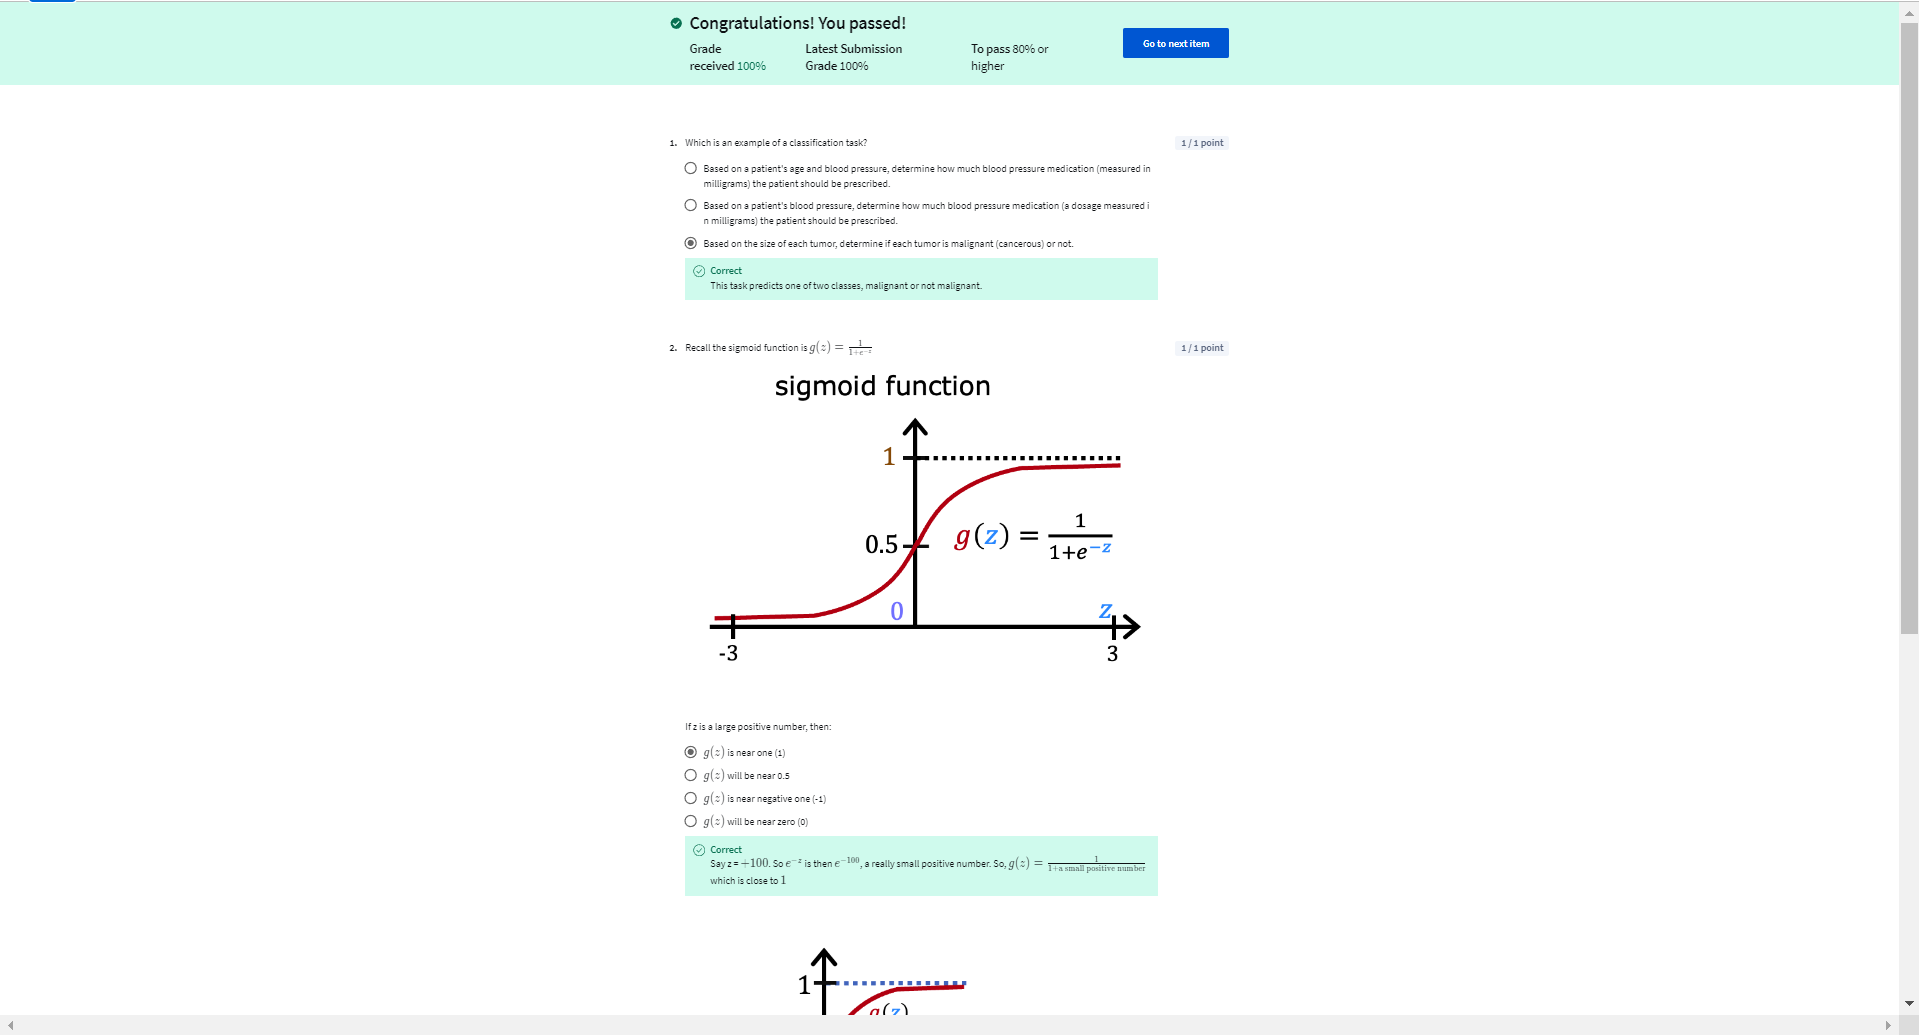 Congratulations! You passed!
Grade
received 100%
Latest Submission
Grade 100%
To pass 80% or
higher
Go to next item
1. Which is an example of a classification task?
1 / 1 point
Based on a patient's age and blood pressure, determine how much blood pressure medication (measured in
milligrams) the patient should be prescribed.
Based on a patient's blood pressure, determine how much blood pressure medication (a dosage measured i
n milligrams) the patient should be prescribed.
Based on the size of each tumor, determine if each tumor is malignant (cancerous) or not.
Correct
This task predicts one of two classes, malignant or not malignant.
2. Recall the sigmoid function is g(z) = 1/(1+e^{-z})
1 / 1 point
sigmoid function
1
0.5
g(z) = 1/(1+e^{-z})
0
z
-3
3
If z is a large positive number, then:
g(z) is near one (1)
g(z) will be near 0.5
g(z) is near negative one (-1)
g(z) will be near zero (0)
Correct
Say z = +100. So e^{-z} is then e^{-100}, a really small positive number. So, g(z) = 1/(1+a small positive number)
which is close to 1
1
g(z)